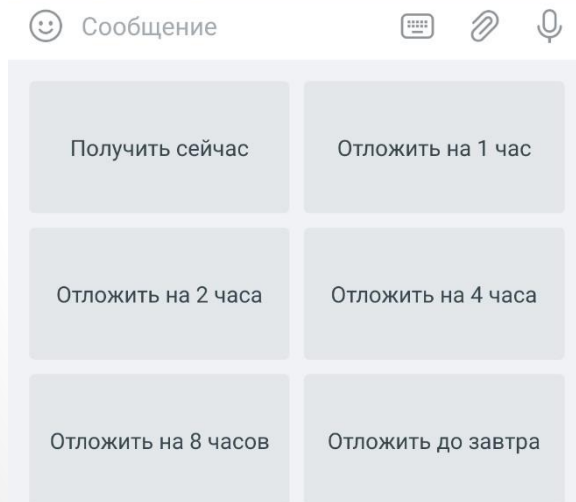 Сообщение
Получить сейчас
Отложить на 1 час
Отложить на 2 часа
Отложить на 4 часа
Отложить на 8 часов
Отложить до завтра